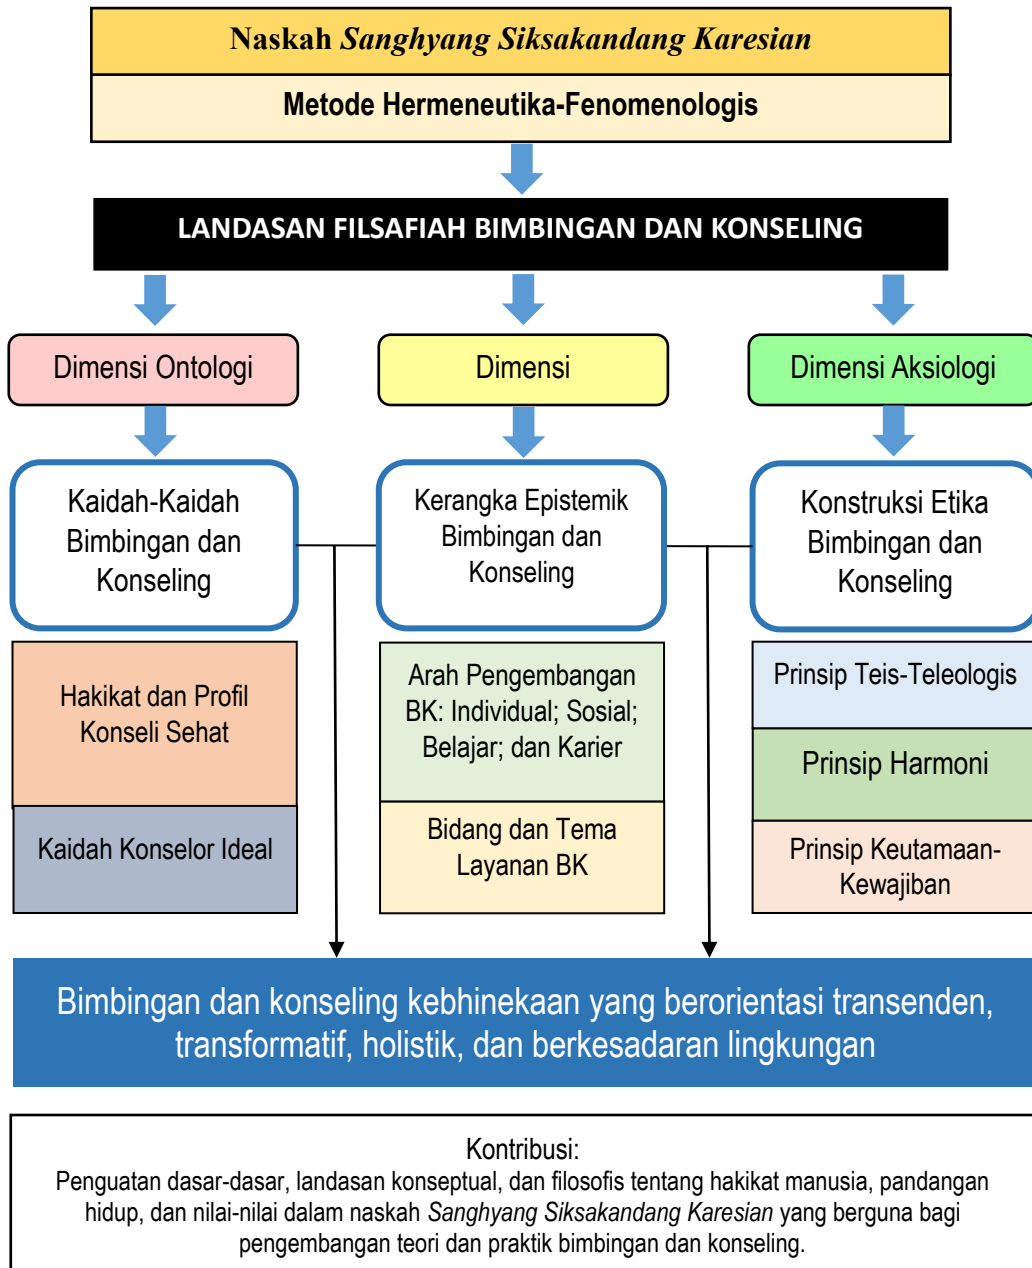 Naskah Sanghyang Siksakandang Karesian
Metode Hermeneutika-Fenomenologis
LANDASAN FILSAFIAH BIMBINGAN DAN KONSELING
Dimensi Ontologi
Dimensi
Dimensi Aksiologi
Kaidah-Kaidah
Bimbingan dan
Konseling
Kerangka Epistemik
Bimbingan dan
Konseling
Konstruksi Etika
Bimbingan dan
Konseling
Hakikat dan Profil
Konseli Sehat
Kaidah Konselor Ideal
Arah Pengembangan
BK: Individual; Sosial;
Belajar; dan Karier
Bidang dan Tema
Layanan BK
Prinsip Teis-Teleologis
Prinsip Harmoni
Prinsip Keutamaan-
Kewajiban
Bimbingan dan konseling kebhinekaan yang berorientasi transenden,
transformatif, holistik, dan berkesadaran lingkungan
Kontribusi:
Penguatan dasar-dasar, landasan konseptual, dan filosofis tentang hakikat manusia, pandangan
hidup, dan nilai-nilai dalam naskah Sanghyang Siksakandang Karesian yang berguna bagi
pengembangan teori dan praktik bimbingan dan konseling.